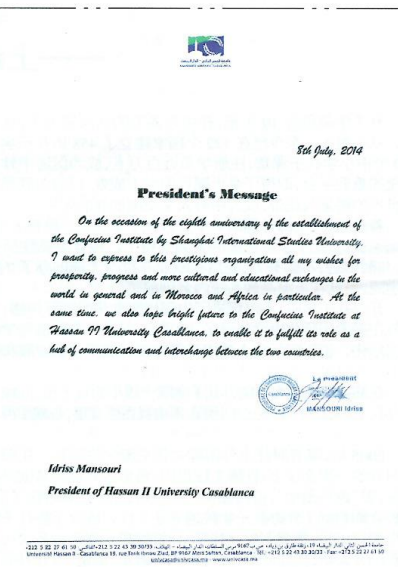 8th July, 2014
President's Message
On the occasion of the eighth anniversary of the establishment of
the Confucius Institute by Shanghai International Studies University,
I want to express to this prestigious organization all my wishes for
prosperity, progress and more cultural and educational exchanges in the
world in general and in Morocco and Africa in particular. At the
same time, we also hope bright future to the Confucius Institute at
Hassan II University Casablanca, to enable it to fulfill its role as a
hub of communication and interchange between the two countries.
Le président
Casablanca
MANSOURI Idriss
Idriss Mansouri
President of Hassan II University Casablanca